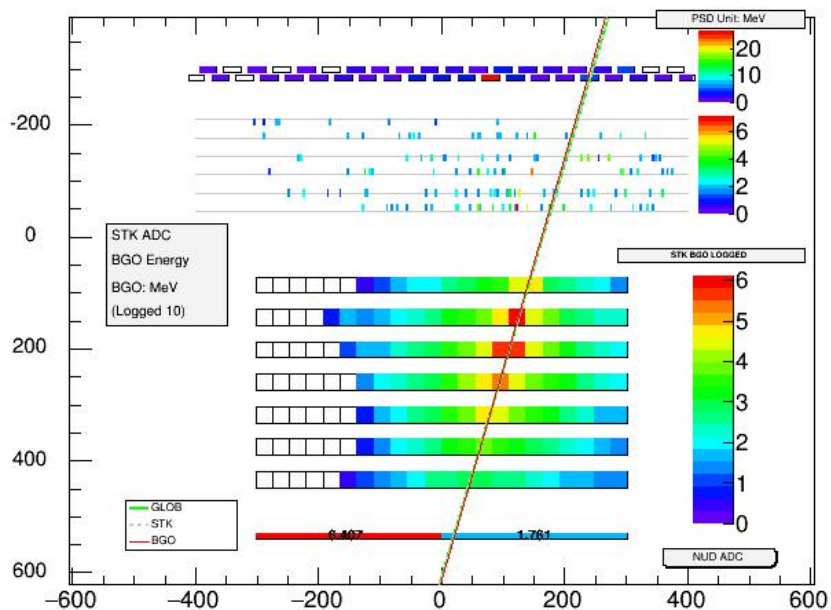 PSD Unit: MeV
20
10
0
6
4
2
0
-200
0
200
400
600
STK ADC
BGO Energy
BGO: MeV
(Logged 10)
STK BGO LOGGED
6
5
4
3
2
1
0
GLOB
STK
BGO
6.407
1.761
NUD ADC
−600
−400
−200
0
200
400
600